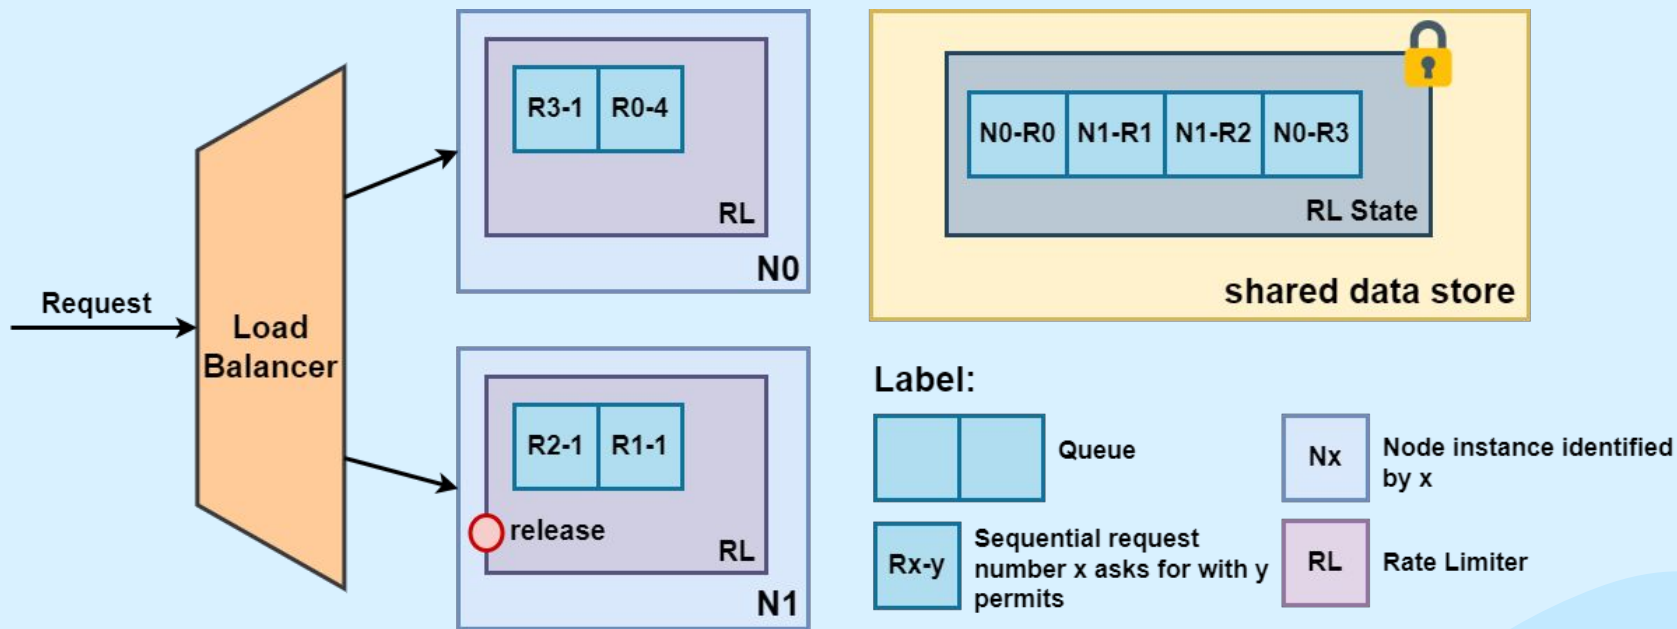 Request
Load
Balancer
R3-1 R0-4
RL
N0
R2-1 R1-1
release
RL
N1
N0-R0 N1-R1 N1-R2 N0-R3
RL State
shared data store
Label:
Queue
Nx
Node instance identified
by x
Rx-y
Sequential request
number x asks for with y
permits
RL
Rate Limiter